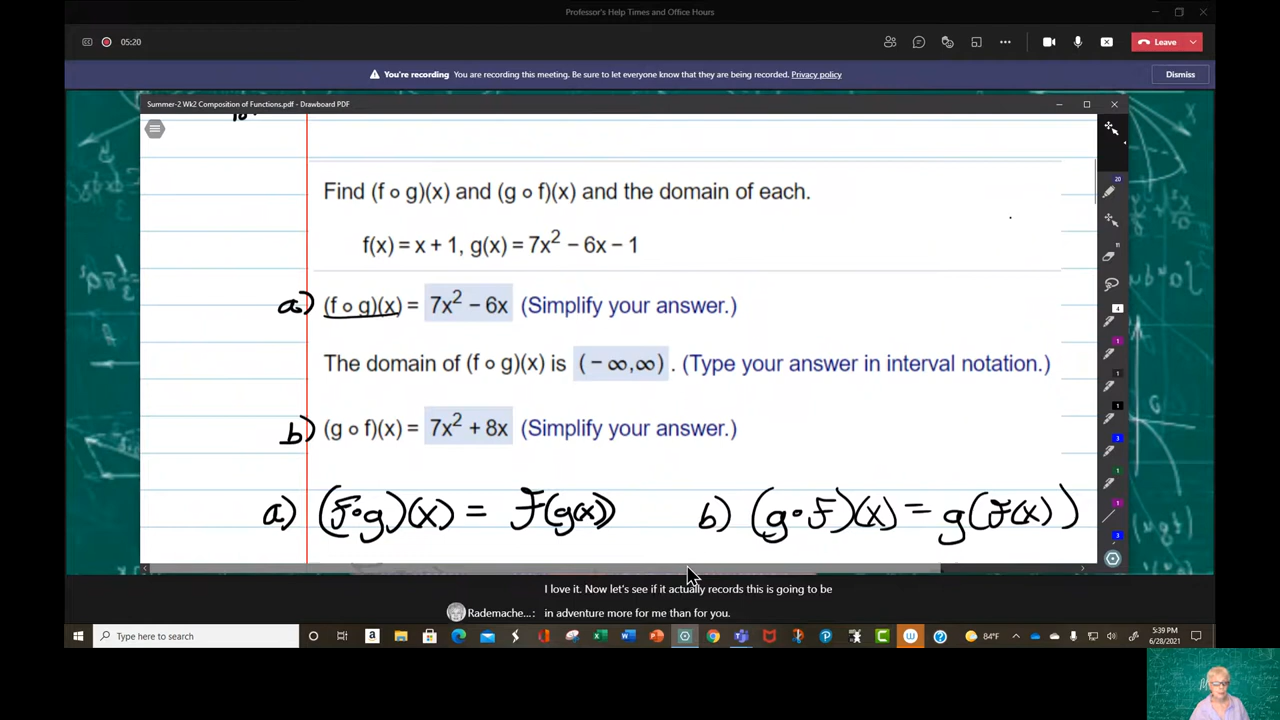 Professor's Help Times and Office Hours
05:20
Leave
You're recording You are recording this meeting. Be sure to let everyone know that they are being recorded. Privacy policy
Dismiss
Summer-2 Wk2 Composition of Functions.pdf - Drawboard PDF
Find (f ∘ g)(x) and (g ∘ f)(x) and the domain of each.
f(x) = x + 1, g(x) = 7x² − 6x − 1
a) (f ∘ g)(x) = 7x² − 6x (Simplify your answer.)
The domain of (f ∘ g)(x) is (− ∞,∞). (Type your answer in interval notation.)
b) (g ∘ f)(x) = 7x² + 8x (Simplify your answer.)
a) (f∘g)(x) = f(g(x)) b) (g∘f)(x) = g(f(x))
I love it. Now let's see if it actually records this is going to be
Rademache...: in adventure more for me than for you.
Type here to search
84°F
5:39 PM
6/28/2021